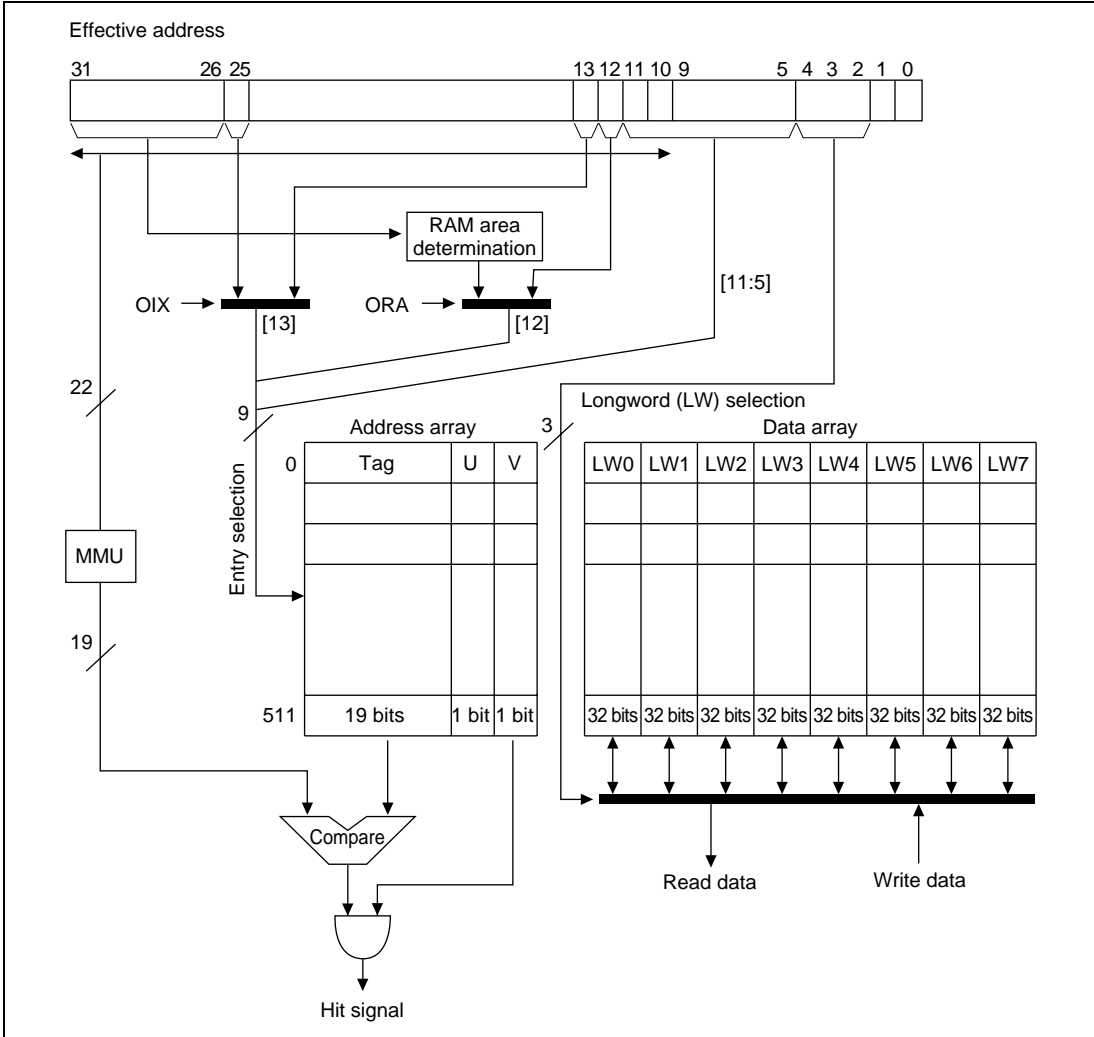 Effective address
31 26 25 13 12 11 10 9 5 4 3 2 1 0
RAM area
determination
[11:5]
OIX
ORA
[13]
[12]
22
9
Longword (LW) selection
3
Address array
Data array
0
Tag U V
LW0 LW1 LW2 LW3 LW4 LW5 LW6 LW7
Entry selection
MMU
19
511
19 bits 1 bit 1 bit
32 bits 32 bits 32 bits 32 bits 32 bits 32 bits 32 bits 32 bits
Compare
Read data
Write data
Hit signal